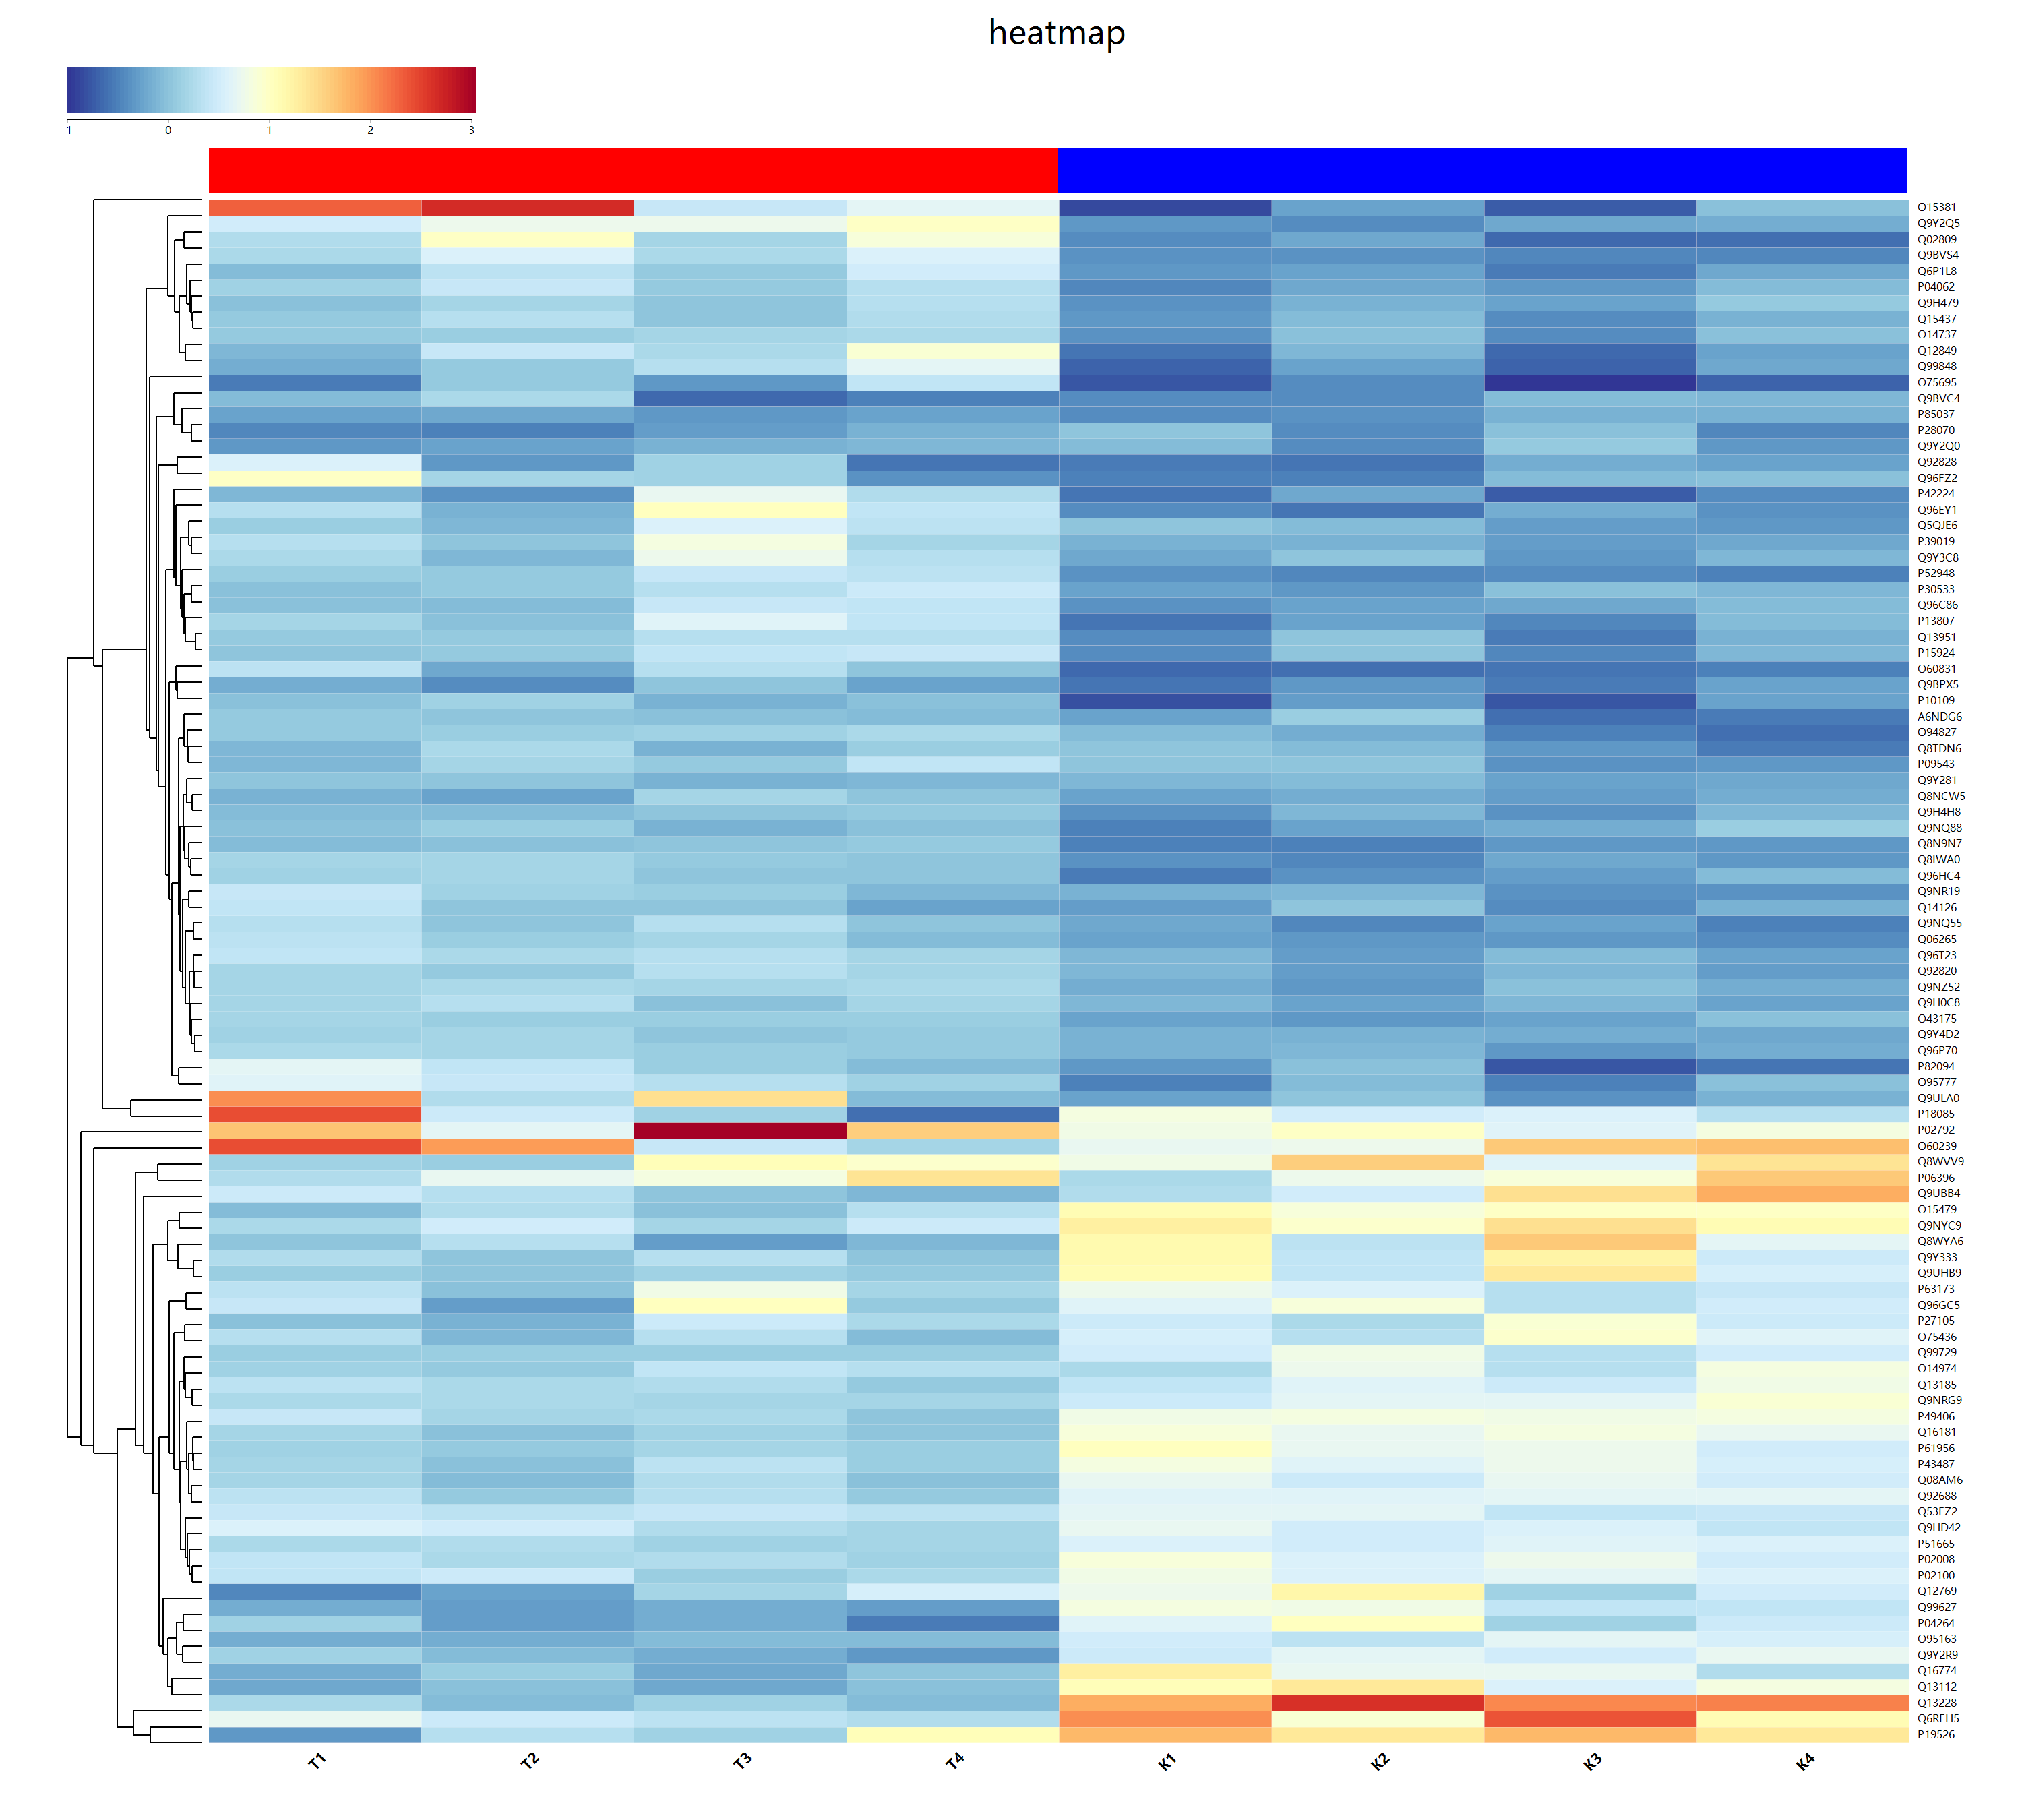 heatmap
-1 0 1 2 3
O15381
Q9Y2Q5
Q02809
Q9BVS4
Q6P1L8
P04062
Q9H479
Q15437
O14737
Q12849
Q99848
O75695
Q9BVC4
P85037
P28070
Q9Y2Q0
Q92828
Q96FZ2
P42224
Q96EY1
Q5QJE6
P39019
Q9Y3C8
P52948
P30533
Q96C86
P13807
Q13951
P15924
O60831
Q9BPX5
P10109
A6NDG6
O94827
Q8TDN6
P09543
Q9Y281
Q8NCW5
Q9H4H8
Q9NQ88
Q8N9N7
Q8IWA0
Q96HC4
Q9NR19
Q14126
Q9NQ55
Q06265
Q96T23
Q92820
Q9NZ52
Q9H0C8
O43175
Q9Y4D2
Q96P70
P82094
O95777
Q9ULA0
P18085
P02792
O60239
Q8WVV9
P06396
Q9UBB4
O15479
Q9NYC9
Q8WYA6
Q9Y333
Q9UHB9
P63173
Q96GC5
P27105
O75436
Q99729
O14974
Q13185
Q9NRG9
P49406
Q16181
P61956
P43487
Q08AM6
Q92688
Q53FZ2
Q9HD42
P51665
P02008
P02100
Q12769
Q99627
P04264
O95163
Q9Y2R9
Q16774
Q13112
Q13228
Q6RFH5
P19526
T1 T2 T3 T4 K1 K2 K3 K4